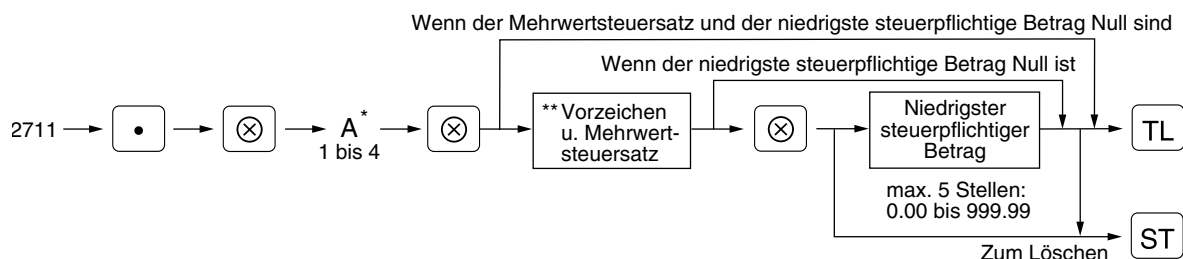 Wenn der Mehrwertsteuersatz und der niedrigste steuerpflichtige Betrag Null sind
Wenn der niedrigste steuerpflichtige Betrag Null ist
2711
•
⊗
A*
1 bis 4
⊗
** Vorzeichen
u. Mehrwert-
steuersatz
⊗
Niedrigster
steuerpflichtiger
Betrag
max. 5 Stellen:
0.00 bis 999.99
TL
Zum Löschen
ST